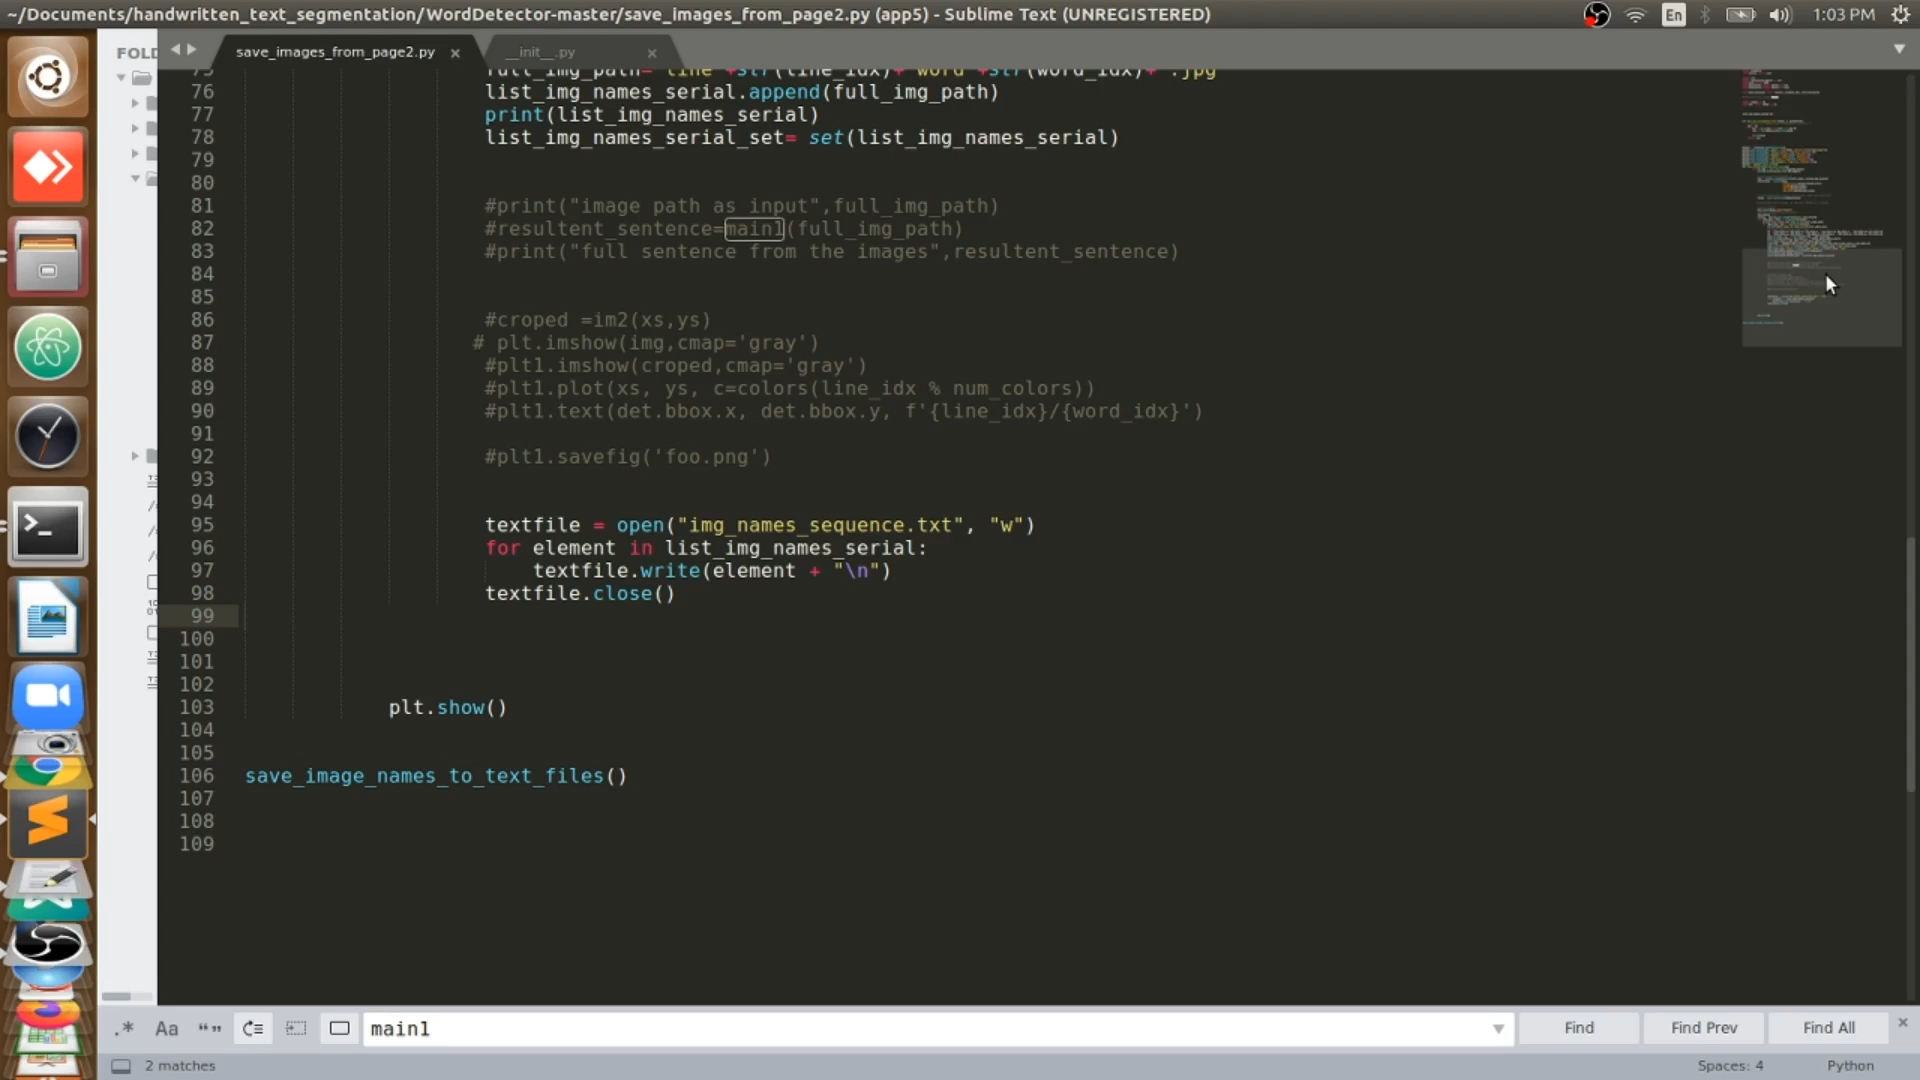 ~/Documents/handwritten_text_segmentation/WordDetector-master/save_images_from_page2.py (app5) - Sublime Text (UNREGISTERED)
En
1:03 PM
FOLD
save_images_from_page2.py
__init__.py
full_img_path="line"+str(line_idx)+"word"+str(word_idx)+".jpg"
76 list_img_names_serial.append(full_img_path)
77 print(list_img_names_serial)
78 list_img_names_serial_set= set(list_img_names_serial)
79
80
81 #print("image path as input",full_img_path)
82 #resultent_sentence=main1(full_img_path)
83 #print("full sentence from the images",resultent_sentence)
84
85
86 #croped =im2(xs,ys)
87 # plt.imshow(img,cmap='gray')
88 #plt1.imshow(croped,cmap='gray')
89 #plt1.plot(xs, ys, c=colors(line_idx % num_colors))
90 #plt1.text(det.bbox.x, det.bbox.y, f'{line_idx}/{word_idx}')
91
92 #plt1.savefig('foo.png')
93
94
95 textfile = open("img_names_sequence.txt", "w")
96 for element in list_img_names_serial:
97 textfile.write(element + "\n")
98 textfile.close()
99
100
101
102
103 plt.show()
104
105
106 save_image_names_to_text_files()
107
108
109
.* Aa “” main1 Find Find Prev Find All
2 matches Spaces: 4 Python